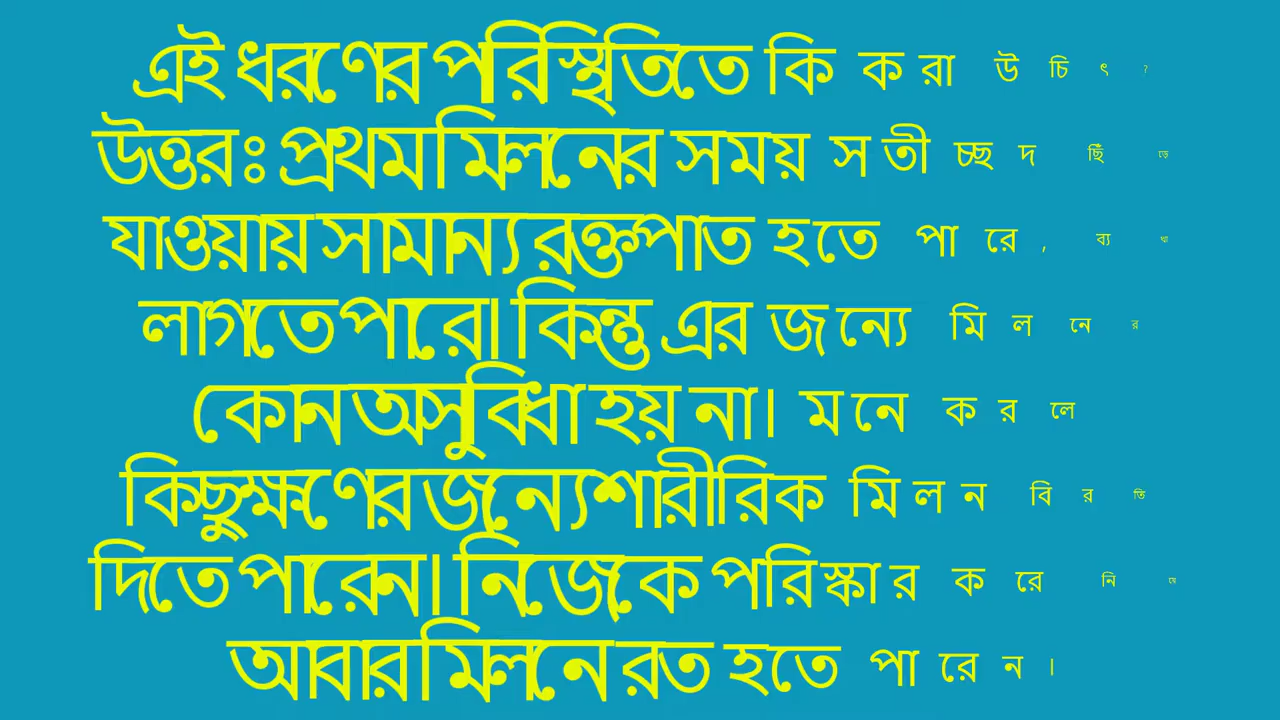 এই ধরণের পরিস্থিতিতে কি করা উচিৎ?
উত্তরঃ প্রথম মিলনের সময় সতীচ্ছদ ছিঁড়ে
যাওয়ায় সামান্য রক্তপাত হতে পারে, ব্যথা
লাগতে পারে। কিন্তু এর জন্যে মিলনের
কোন অসুবিধা হয় না। মনে করলে
কিছুক্ষণের জন্যে শারীরিক মিলন বিরতি
দিতে পারেন। নিজেকে পরিস্কার করে নিয়ে
আবার মিলনে রত হতে পারেন।